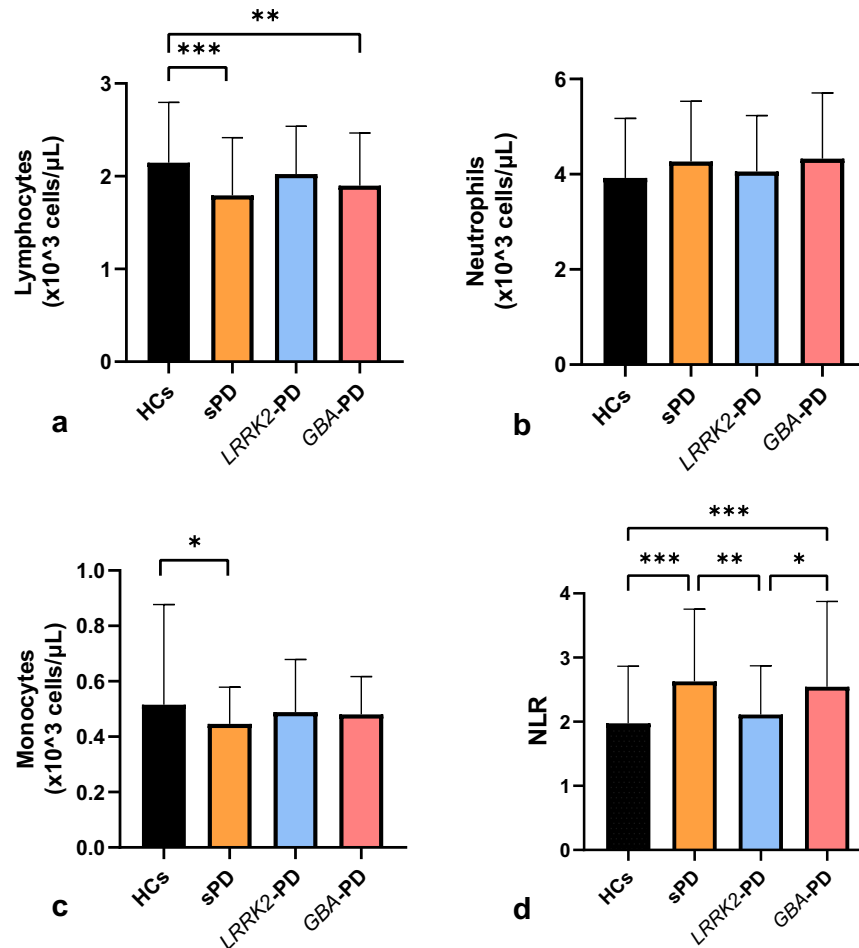 **
***
3
2
1
0
Lymphocytes
(x10^3 cells/µL)
HCs
sPD
LRRK2-PD
GBA-PD
a
6
4
2
0
Neutrophils
(x10^3 cells/µL)
HCs
sPD
LRRK2-PD
GBA-PD
b
*
1.0
0.8
0.6
0.4
0.2
0.0
Monocytes
(x10^3 cells/µL)
HCs
sPD
LRRK2-PD
GBA-PD
c
***
*** ** *
4
3
2
1
0
NLR
HCs
sPD
LRRK2-PD
GBA-PD
d